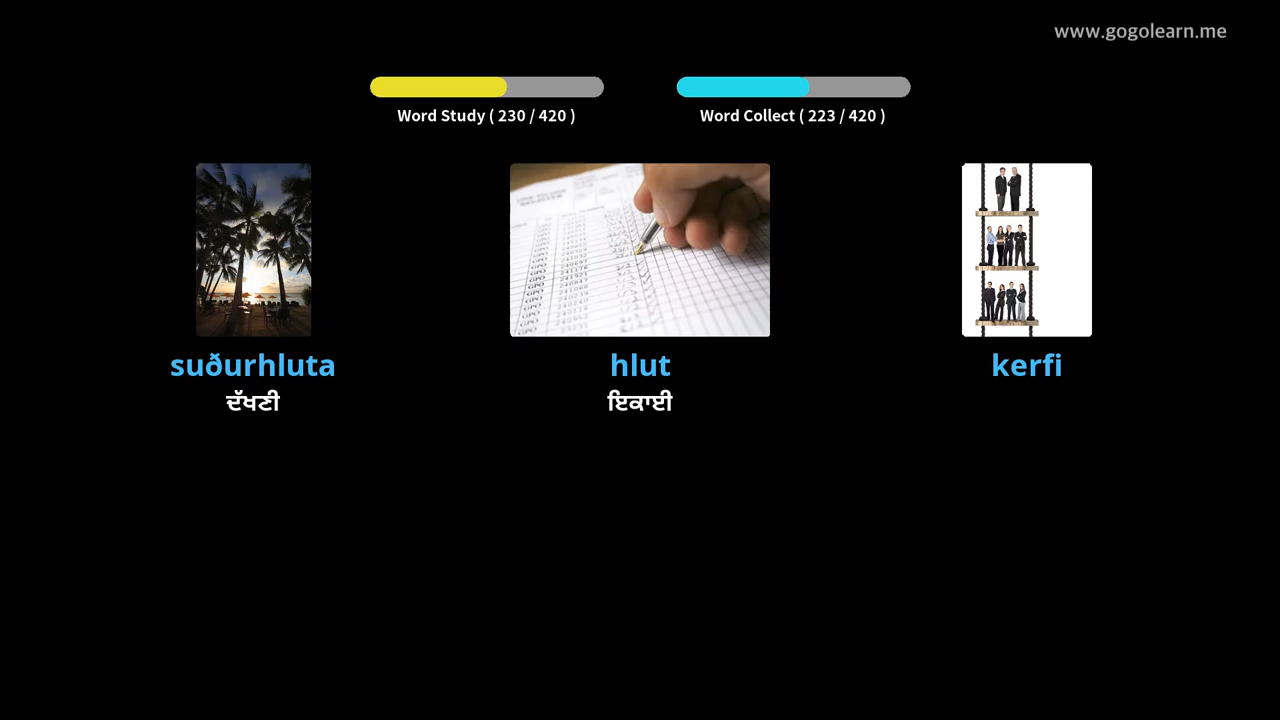 www.gogolearn.me
Word Study ( 230 / 420 )
Word Collect ( 223 / 420 )
suðurhluta
hlut
kerfi
ਦੱਖਣੀ
ਇਕਾਈ